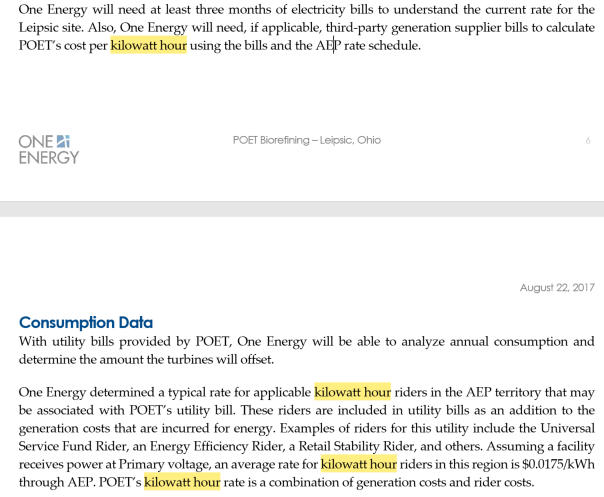 One Energy will need at least three months of electricity bills to understand the current rate for the
Leipsic site. Also, One Energy will need, if applicable, third-party generation supplier bills to calculate
POET's cost per kilowatt hour using the bills and the AEP rate schedule.
ONE
ENERGY
POET Biorefining – Leipsic, Ohio
6
August 22, 2017
Consumption Data
With utility bills provided by POET, One Energy will be able to analyze annual consumption and
determine the amount the turbines will offset.
One Energy determined a typical rate for applicable kilowatt hour riders in the AEP territory that may
be associated with POET's utility bill. These riders are included in utility bills as an addition to the
generation costs that are incurred for energy. Examples of riders for this utility include the Universal
Service Fund Rider, an Energy Efficiency Rider, a Retail Stability Rider, and others. Assuming a facility
receives power at Primary voltage, an average rate for kilowatt hour riders in this region is $0.0175/kWh
through AEP. POET's kilowatt hour rate is a combination of generation costs and rider costs.